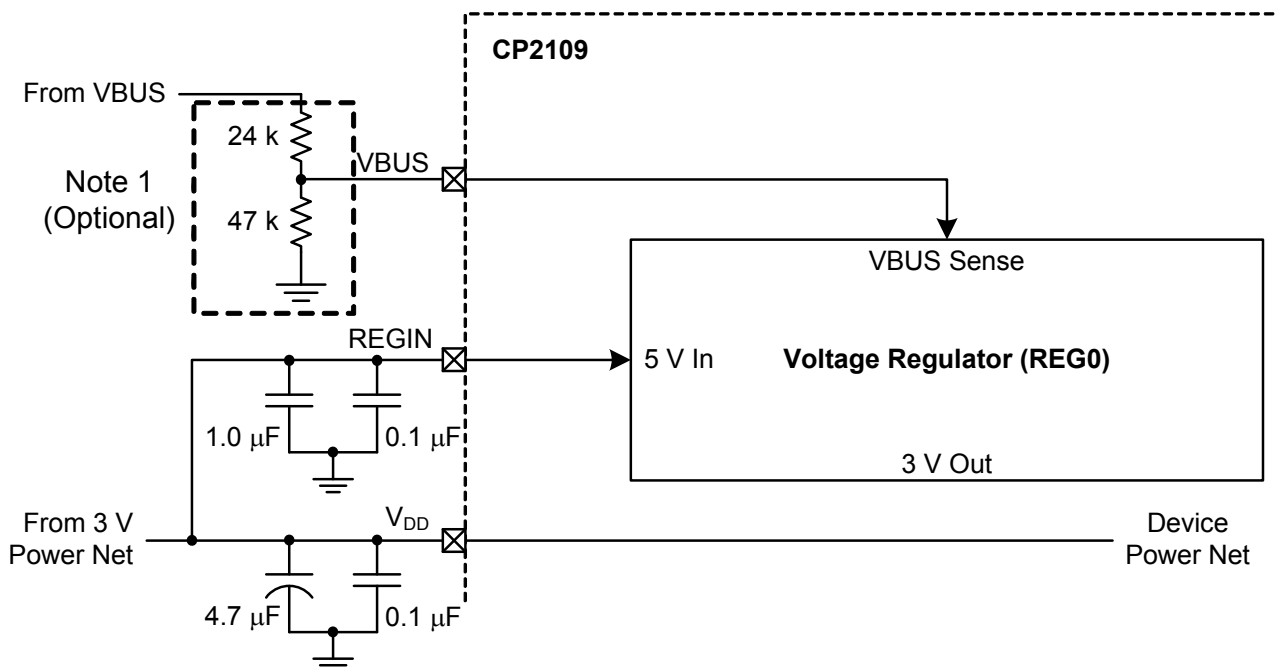 CP2109
From VBUS
24 k
VBUS
Note 1
(Optional)
47 k
VBUS Sense
REGIN
5 V In
Voltage Regulator (REG0)
1.0 μF
0.1 μF
3 V Out
From 3 V
Power Net
VDD
Device
Power Net
4.7 μF
0.1 μF